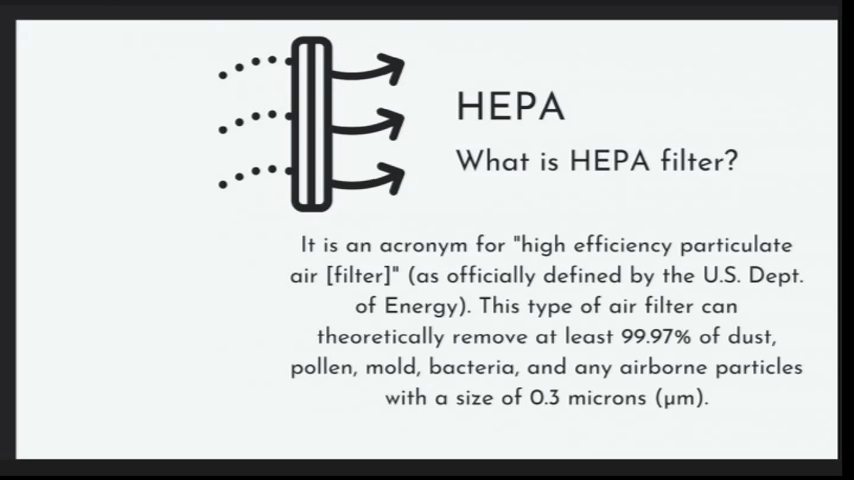 HEPA
What is HEPA filter?
It is an acronym for "high efficiency particulate
air [filter]" (as officially defined by the U.S. Dept.
of Energy). This type of air filter can
theoretically remove at least 99.97% of dust,
pollen, mold, bacteria, and any airborne particles
with a size of 0.3 microns (µm).